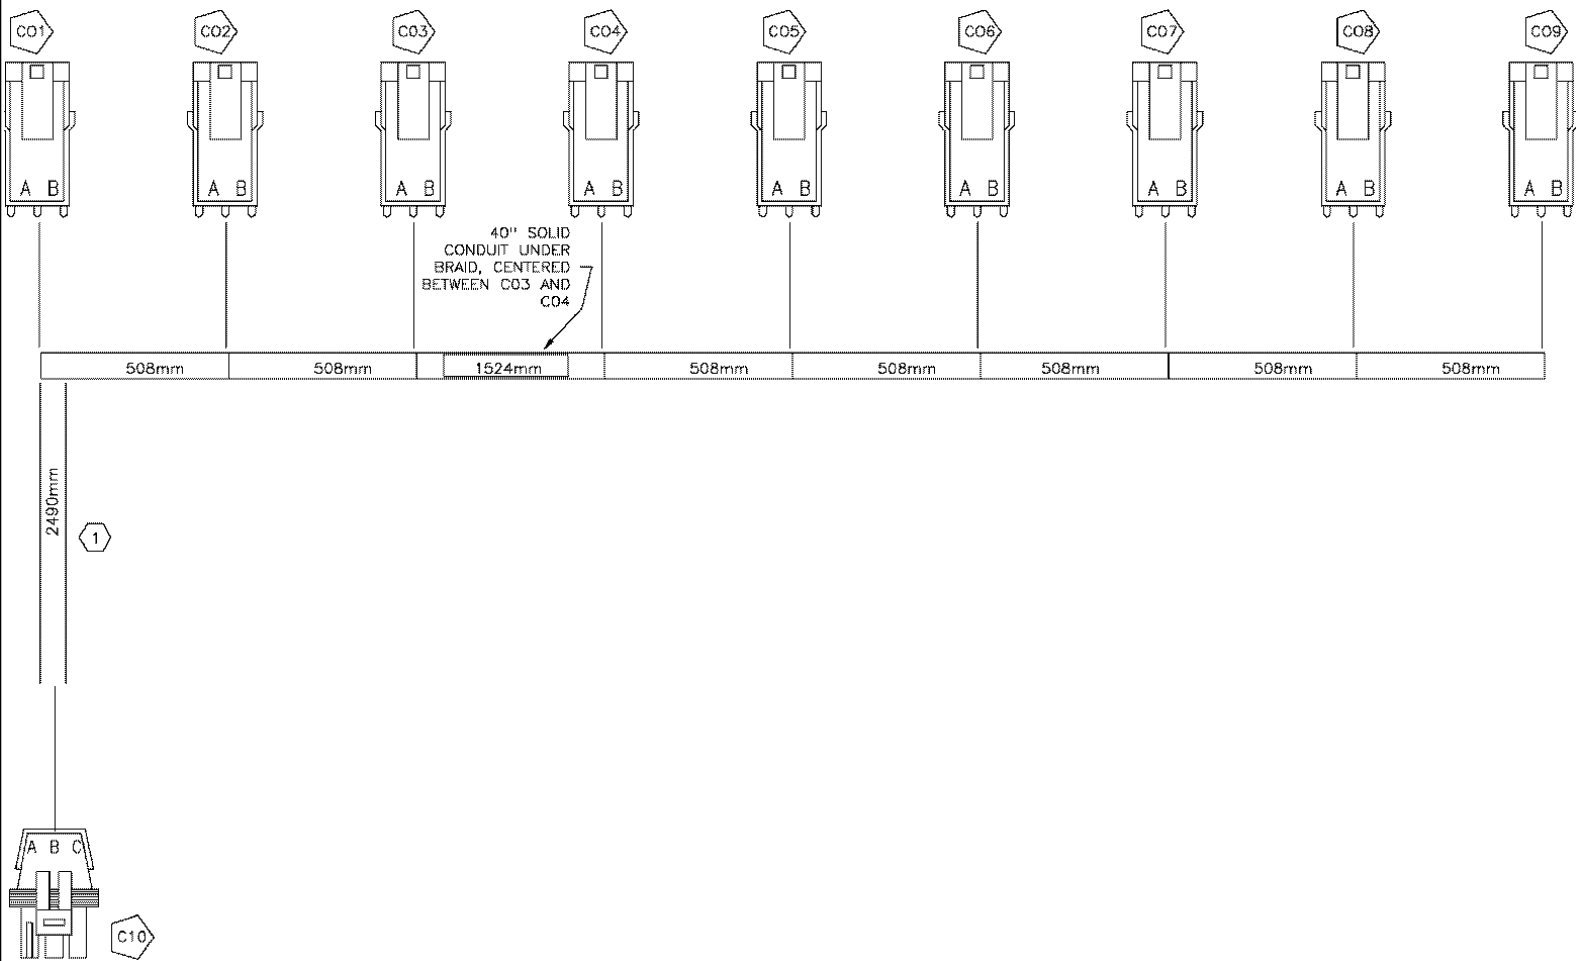 C01 C02 C03 C04 C05 C06 C07 C08 C09
A B A B A B A B A B A B A B A B A B
40" SOLID
CONDUIT UNDER
BRAID, CENTERED
BETWEEN C03 AND
C04
508mm 508mm 1524mm 508mm 508mm 508mm 508mm 508mm
2490mm
1
A B C
C10